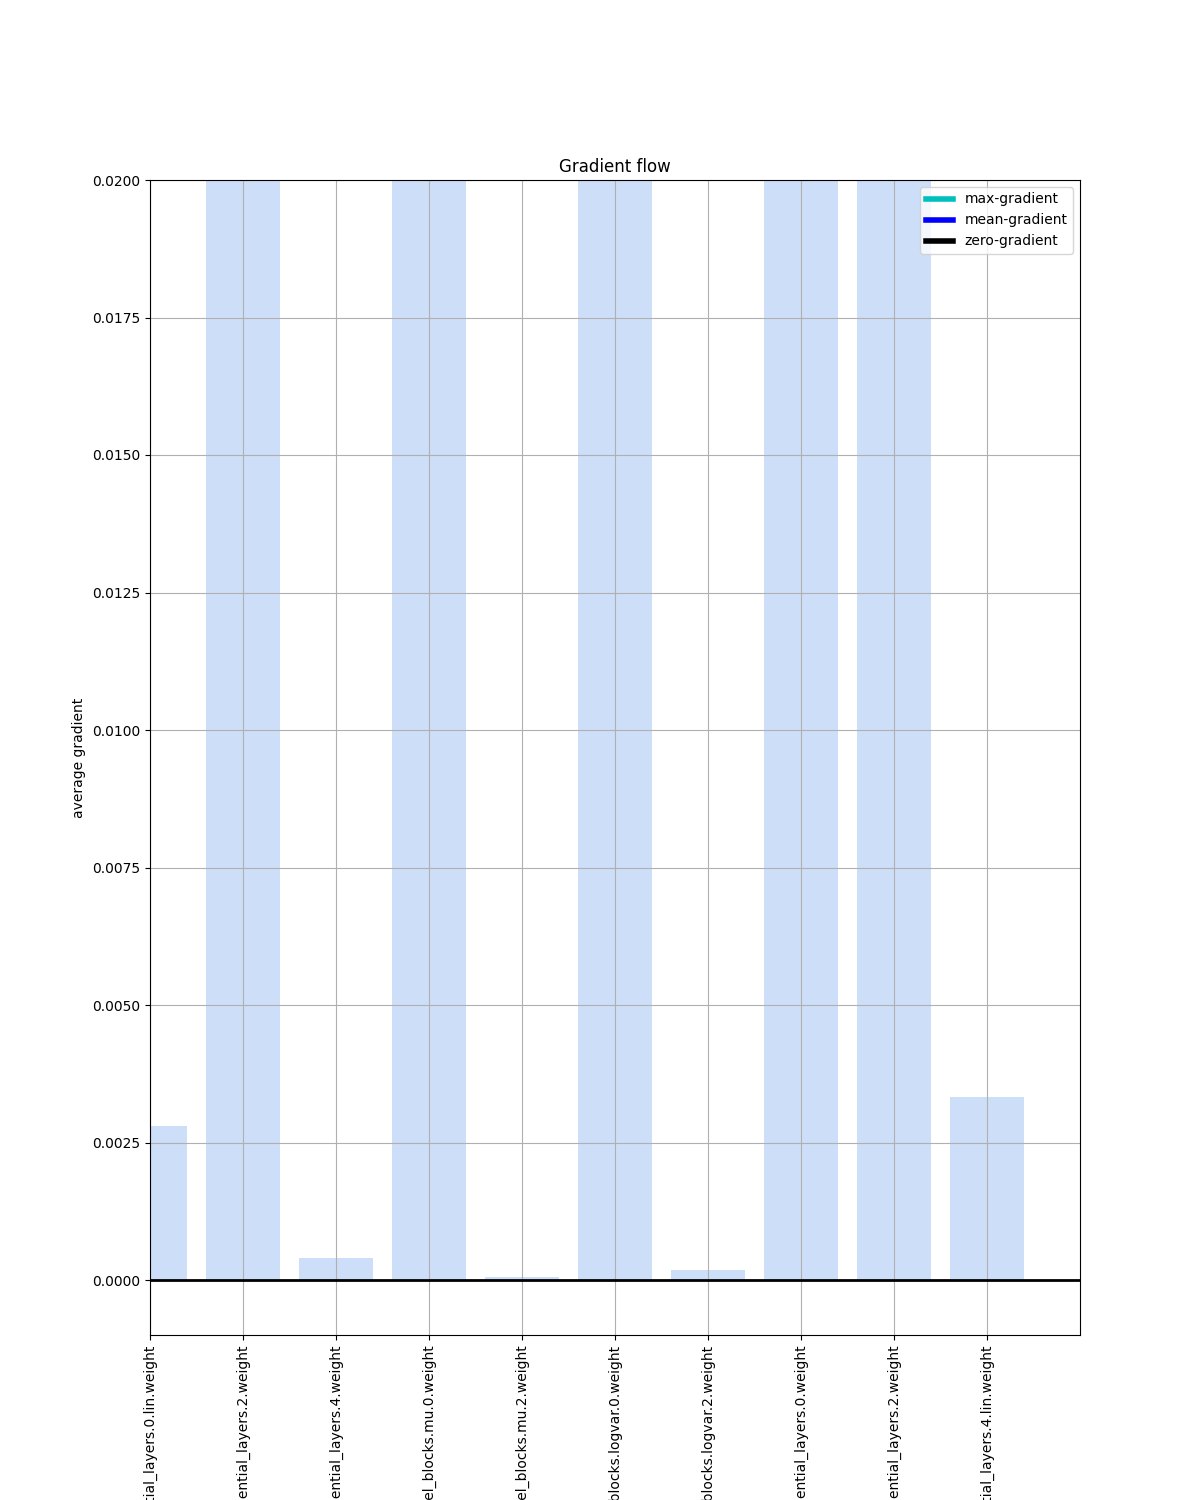 Gradient flow
max-gradient
mean-gradient
zero-gradient
0.0200
0.0175
0.0150
0.0125
0.0100
0.0075
0.0050
0.0025
0.0000
average gradient
tial_layers.0.lin.weight
ential_layers.2.weight
ential_layers.4.weight
el_blocks.mu.0.weight
el_blocks.mu.2.weight
blocks.logvar.0.weight
blocks.logvar.2.weight
ential_layers.0.weight
ential_layers.2.weight
tial_layers.4.lin.weight